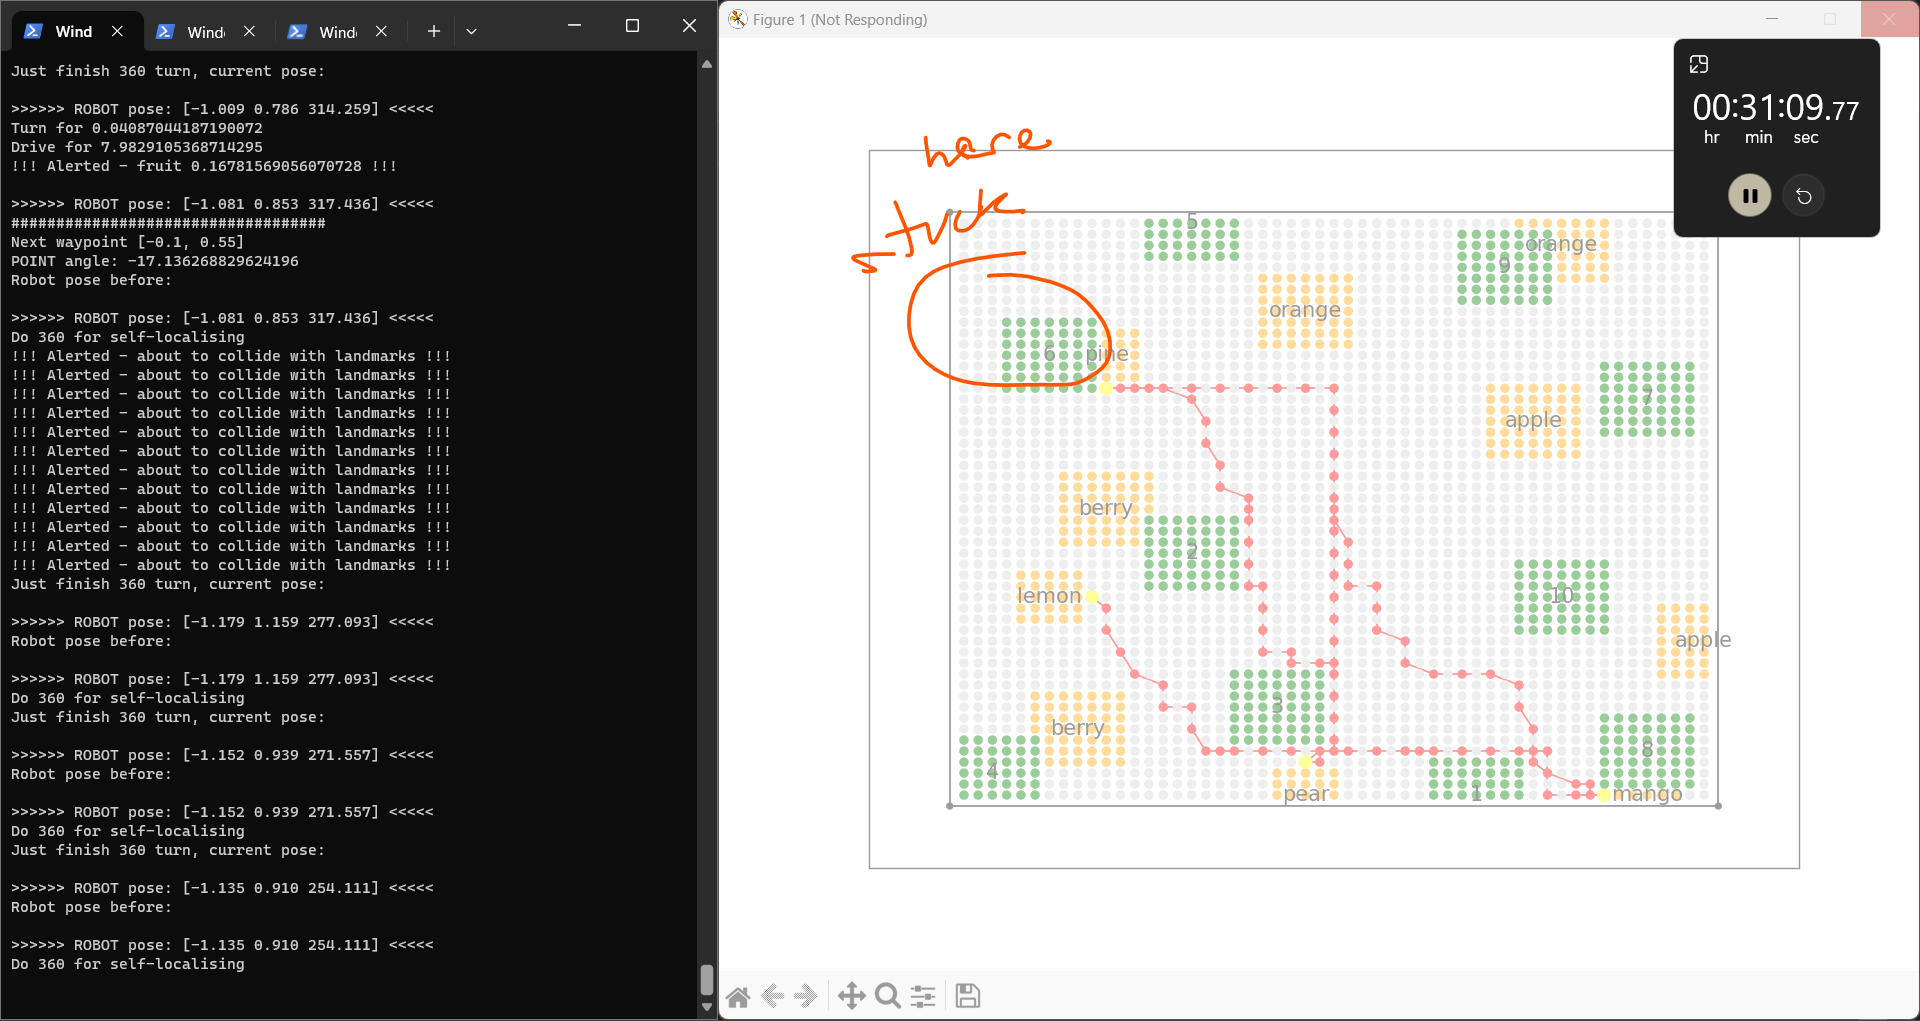 Wind
Wind
Wind
Just finish 360 turn, current pose:
>>>>>> ROBOT pose: [-1.009 0.786 314.259] <<<<<
Turn for 0.04087044187190072
Drive for 7.9829105368714295
!!! Alerted - fruit 0.16781569056070728 !!!
>>>>>> ROBOT pose: [-1.081 0.853 317.436] <<<<<
###################################
Next waypoint [-0.1, 0.55]
POINT angle: -17.136268829624196
Robot pose before:
>>>>>> ROBOT pose: [-1.081 0.853 317.436] <<<<<
Do 360 for self-localising
!!! Alerted - about to collide with landmarks !!!
!!! Alerted - about to collide with landmarks !!!
!!! Alerted - about to collide with landmarks !!!
!!! Alerted - about to collide with landmarks !!!
!!! Alerted - about to collide with landmarks !!!
!!! Alerted - about to collide with landmarks !!!
!!! Alerted - about to collide with landmarks !!!
!!! Alerted - about to collide with landmarks !!!
!!! Alerted - about to collide with landmarks !!!
!!! Alerted - about to collide with landmarks !!!
!!! Alerted - about to collide with landmarks !!!
!!! Alerted - about to collide with landmarks !!!
Just finish 360 turn, current pose:
>>>>>> ROBOT pose: [-1.179 1.159 277.093] <<<<<
Robot pose before:
>>>>>> ROBOT pose: [-1.179 1.159 277.093] <<<<<
Do 360 for self-localising
Just finish 360 turn, current pose:
>>>>>> ROBOT pose: [-1.152 0.939 271.557] <<<<<
Robot pose before:
>>>>>> ROBOT pose: [-1.152 0.939 271.557] <<<<<
Do 360 for self-localising
Just finish 360 turn, current pose:
>>>>>> ROBOT pose: [-1.135 0.910 254.111] <<<<<
Robot pose before:
>>>>>> ROBOT pose: [-1.135 0.910 254.111] <<<<<
Do 360 for self-localising
Figure 1 (Not Responding)
00:31:09.77
hr min sec
here
stuck
5
orange
9
orange
6
pine
7
apple
berry
2
lemon
10
apple
3
berry
8
4
pear
1
mango